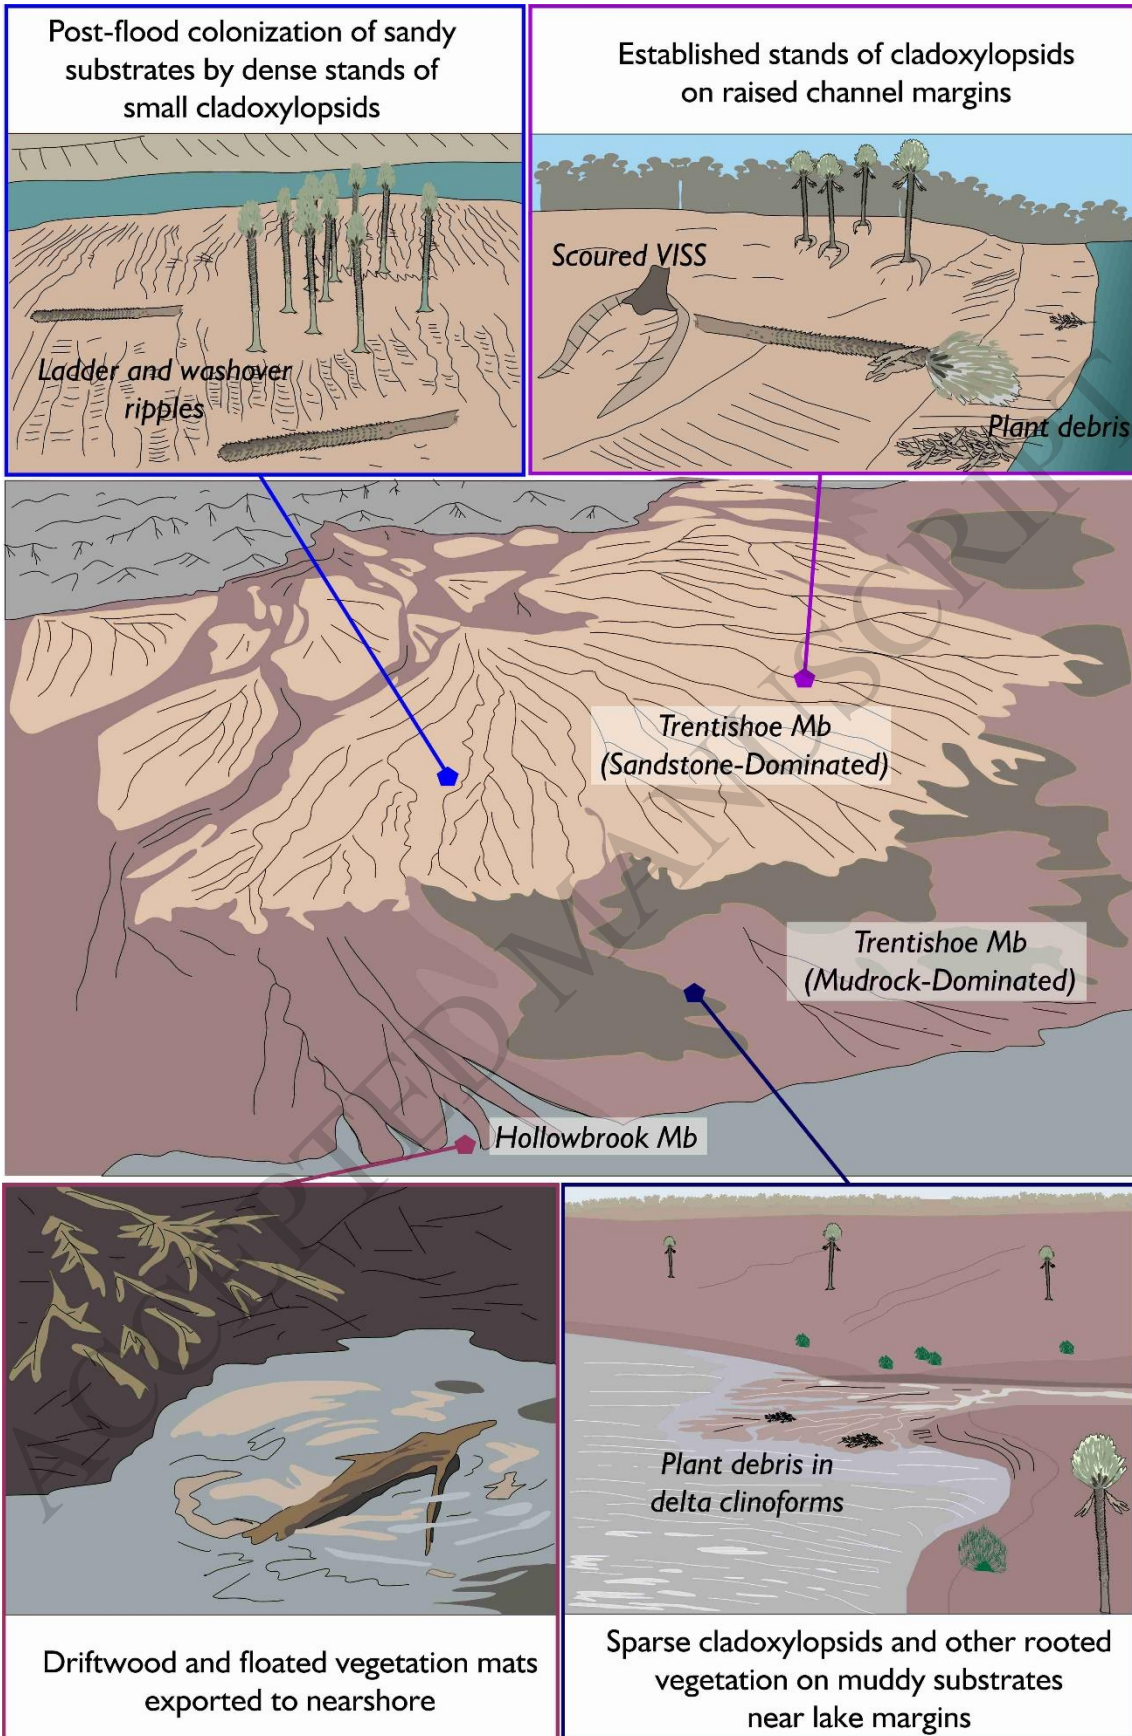 Post-flood colonization of sandy
substrates by dense stands of
small cladoxylopsids
Established stands of cladoxylopsids
on raised channel margins
Ladder and washover
ripples
Scoured VISS
Plant debris
Trentishoe Mb
(Sandstone-Dominated)
Trentishoe Mb
(Mudrock-Dominated)
Hollowbrook Mb
Plant debris in
delta clinoforms
Driftwood and floated vegetation mats
exported to nearshore
Sparse cladoxylopsids and other rooted
vegetation on muddy substrates
near lake margins
ACCEPTED MANUSCRIPT